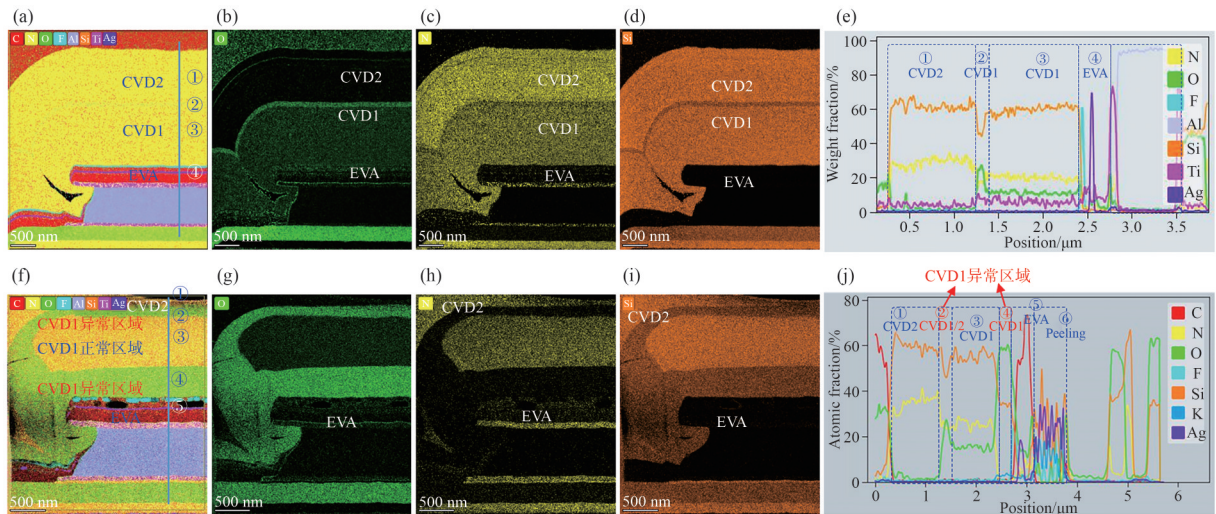 (a)
C N O F Al Si Ti Ag
CVD2
①
②
CVD1
③
EVA
④
500 nm
(b)
O
CVD2
CVD1
EVA
500 nm
(c)
N
CVD2
CVD1
EVA
500 nm
(d)
Si
CVD2
CVD1
EVA
500 nm
(e)
Weight fraction/%
100
80
60
40
20
0
① ② ③ ④
CVD2 CVD1 CVD1 EVA
N
O
F
Al
Si
Ti
Ag
0.5 1.0 1.5 2.0 2.5 3.0 3.5
Position/μm
(f)
C N O F Al Si Ti Ag
CVD2 ①
CVD1异常区域 ②
CVD1正常区域 ③
CVD1异常区域 ④
⑤
500 nm
(g)
O
EVA
500 nm
(h)
N
CVD2
EVA
500 nm
(i)
Si
CVD2
EVA
500 nm
(j)
CVD1异常区域
Atomic fraction/%
80
60
40
20
0
① ② ③ ④ ⑤ ⑥
CVD2 CVD1/2 CVD1 CVD1 EVA Peeling
C
N
O
F
Si
K
Ag
0 1 2 3 4 5 6
Position/μm